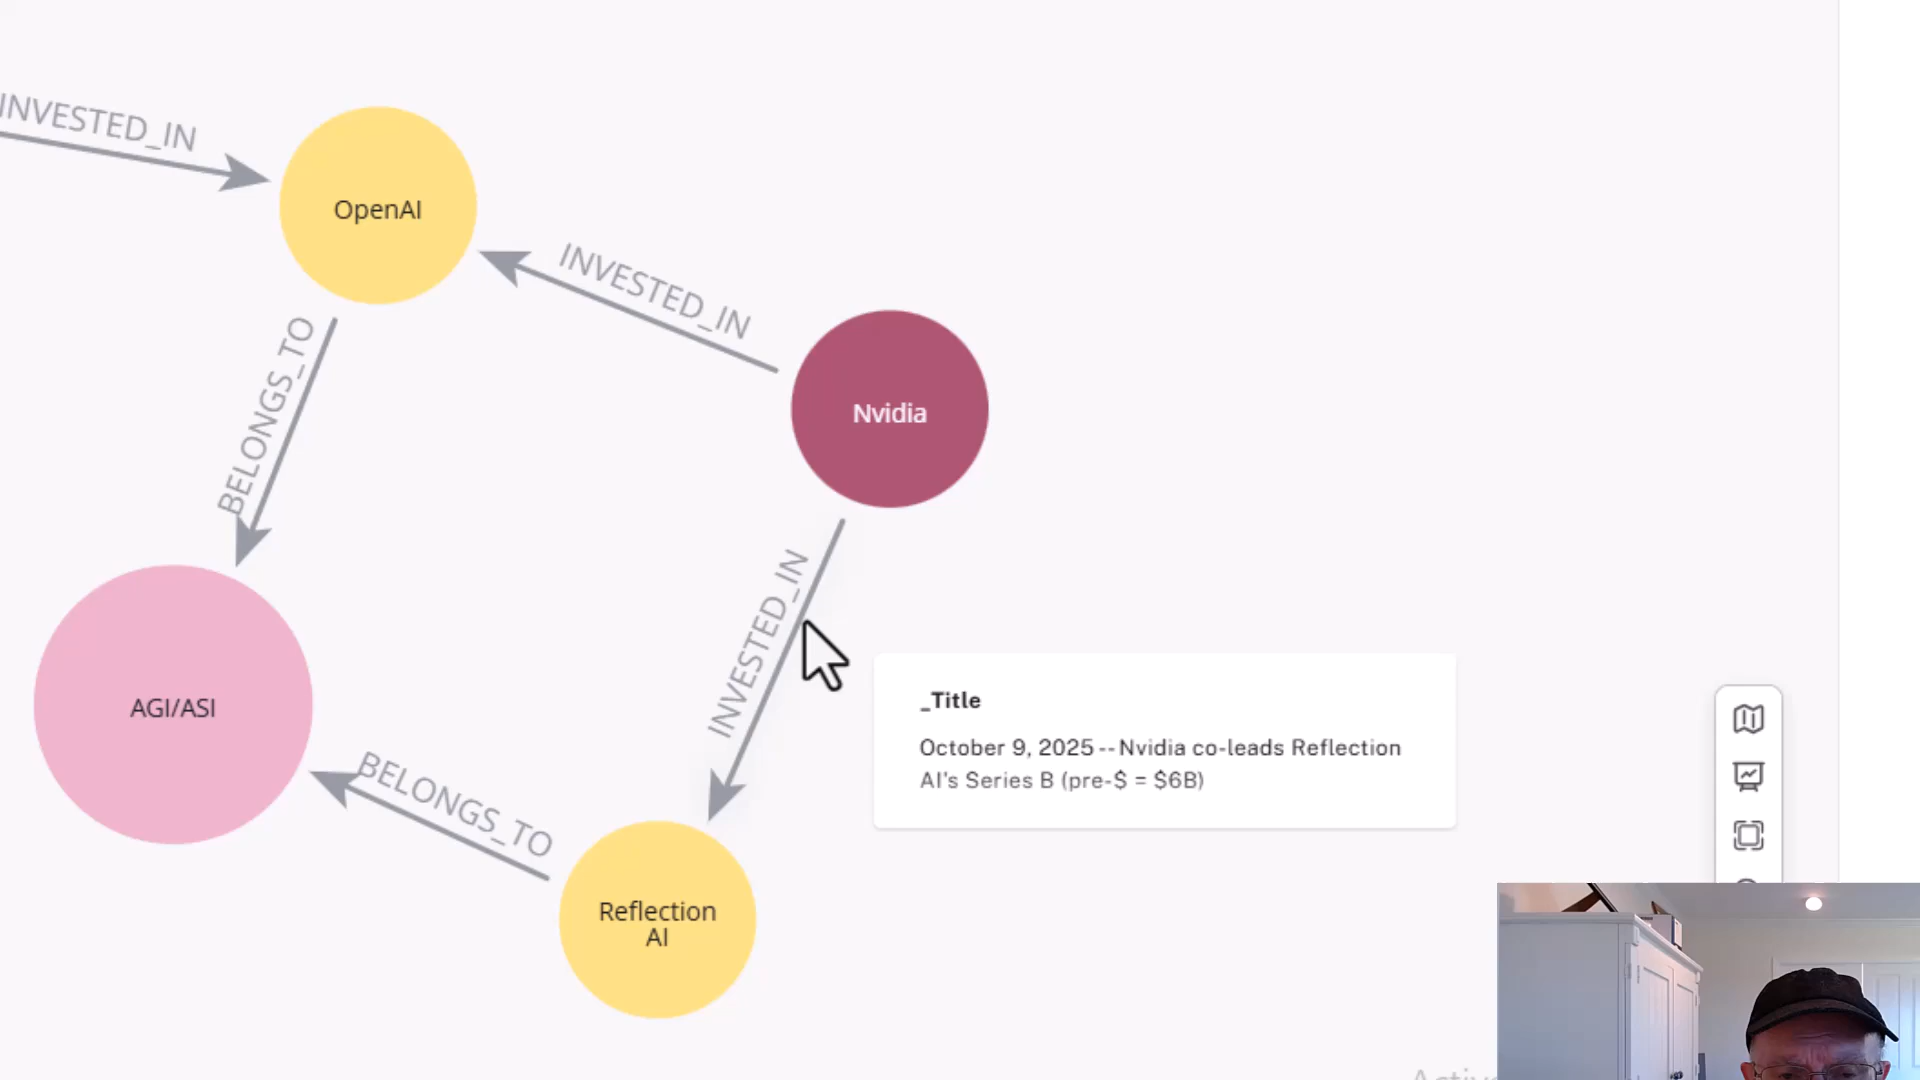 INVESTED_IN
OpenAI
INVESTED_IN
BELONGS_TO
Nvidia
INVESTED_IN
_Title
October 9, 2025 -- Nvidia co-leads Reflection
AI's Series B (pre-$ = $6B)
AGI/ASI
BELONGS_TO
Reflection
AI